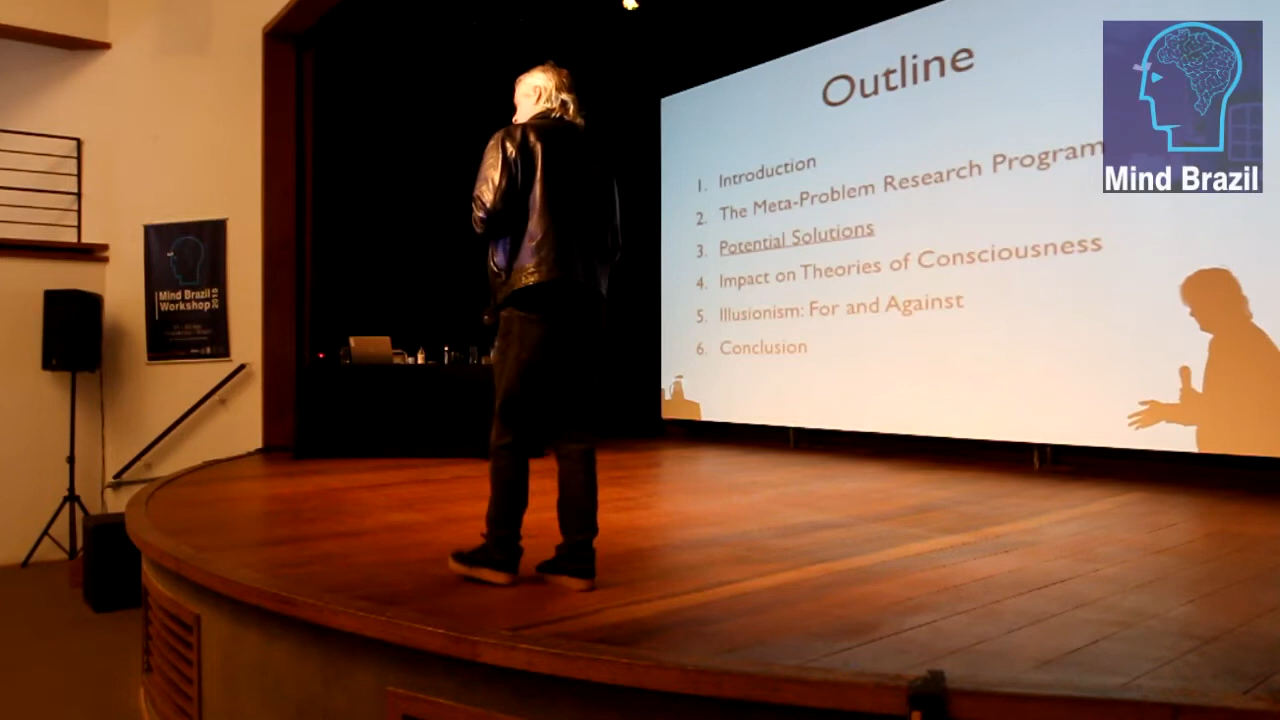 Outline
1. Introduction
2. The Meta-Problem Research Program
3. Potential Solutions
4. Impact on Theories of Consciousness
5. Illusionism: For and Against
6. Conclusion
Mind Brazil
Mind Brazil
Workshop